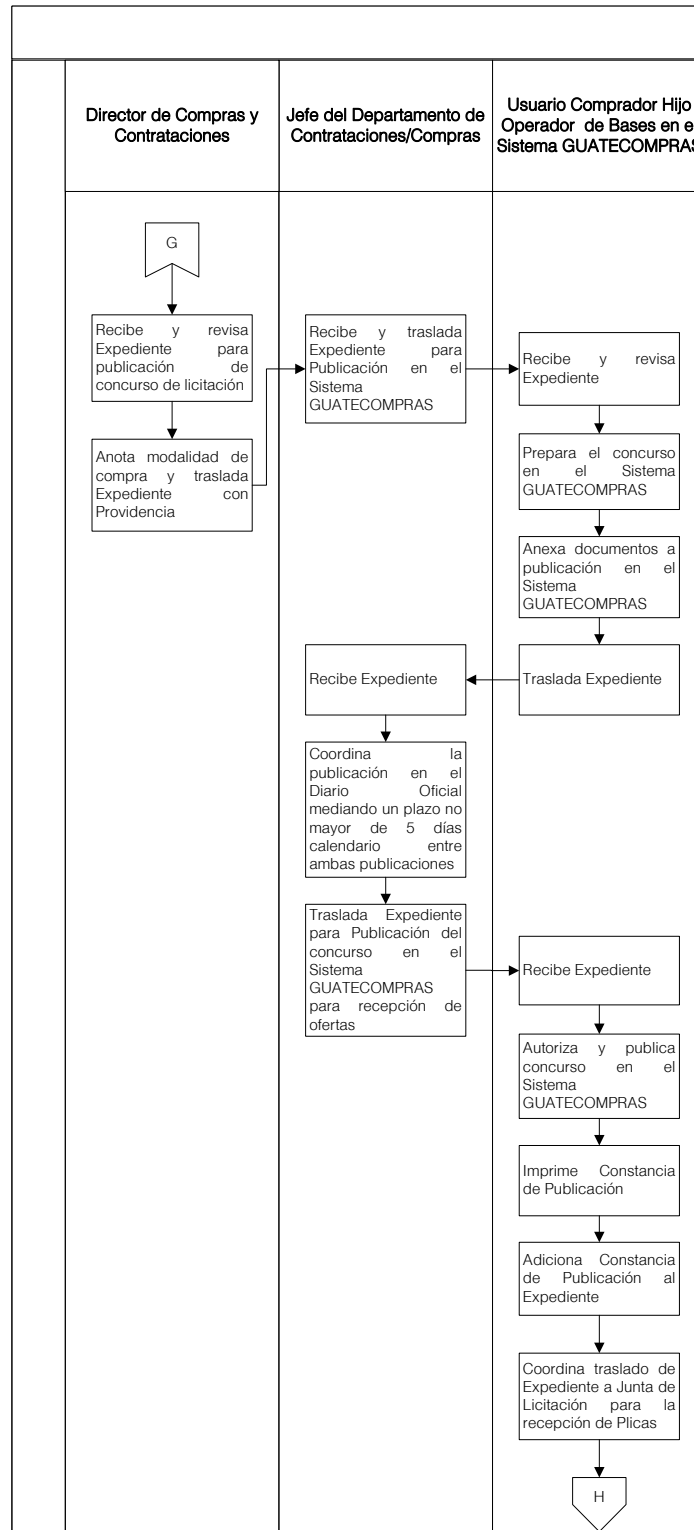 Director de Compras y
Contrataciones
Jefe del Departamento de
Contrataciones/Compras
Usuario Comprador Hijo
Operador de Bases en e
Sistema GUATECOMPRAS
G
Recibe y revisa
Expediente para
publicación de
concurso de licitación
Anota modalidad de
compra y traslada
Expediente con
Providencia
Recibe y traslada
Expediente para
Publicación en el
Sistema
GUATECOMPRAS
Recibe y revisa
Expediente
Prepara el concurso
en el Sistema
GUATECOMPRAS
Anexa documentos a
publicación en el
Sistema
GUATECOMPRAS
Traslada Expediente
Recibe Expediente
Coordina la
publicación en el
Diario Oficial
mediando un plazo no
mayor de 5 días
calendario entre
ambas publicaciones
Traslada Expediente
para Publicación del
concurso en el
Sistema
GUATECOMPRAS
para recepción de
ofertas
Recibe Expediente
Autoriza y publica
concurso en el
Sistema
GUATECOMPRAS
Imprime Constancia
de Publicación
Adiciona Constancia
de Publicación al
Expediente
Coordina traslado de
Expediente a Junta de
Licitación para la
recepción de Plicas
H